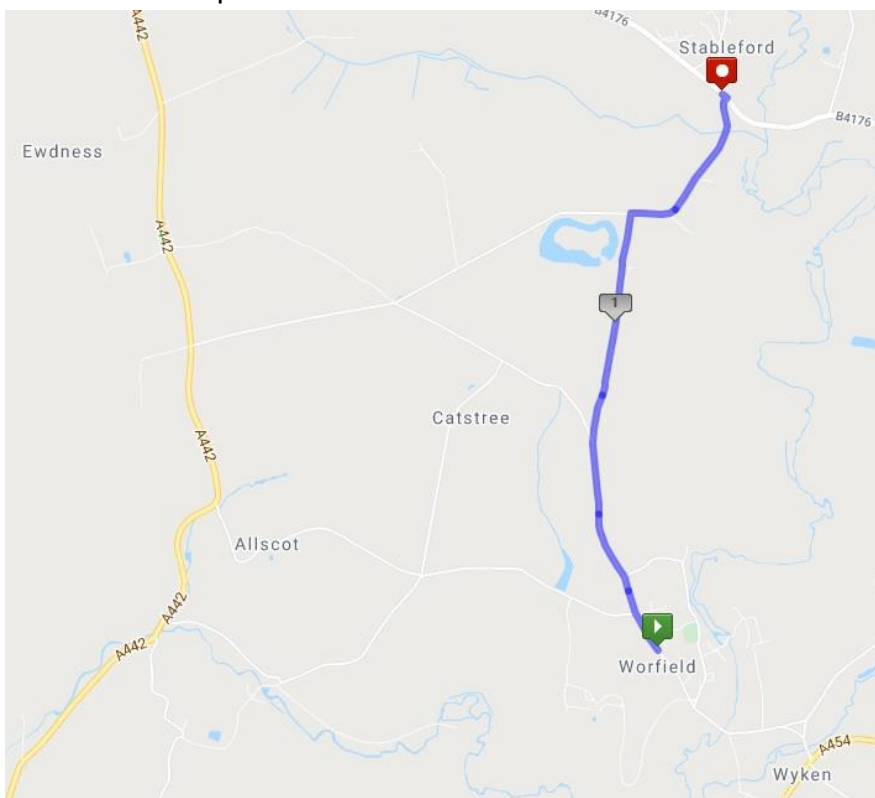 A442
B4176
Stableford
B4176
Ewdness
A442
1
Catstree
A442
Allscot
A442
A442
Worfield
A454
Wyken